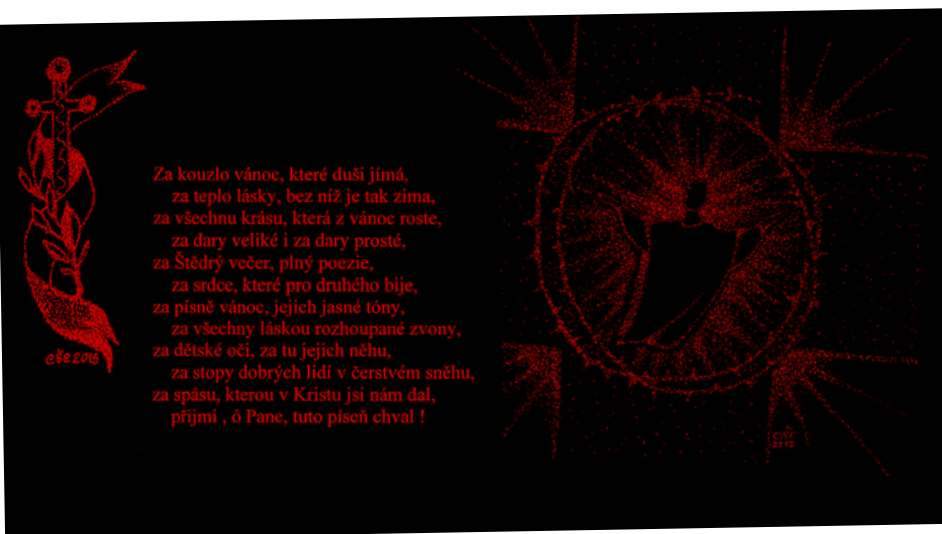 Za kouzlo vánoc, které duši jímá,
za teplo lásky, bez níž je tak zima,
za všechnu krásu, která z vánoc roste,
za dary veliké i za dary prosté,
za Štědrý večer, plný poezie,
za srdce, které pro druhého bije,
za písně vánoc, jejich jasné tóny,
za všechny láskou rozhoupané zvony,
za dětské oči, za tu jejich něhu,
za stopy dobrých lidí v čerstvém sněhu,
za spásu, kterou v Kristu jsi nám dal,
přijmi , ó Pane, tuto píseň chval !
2015
2012